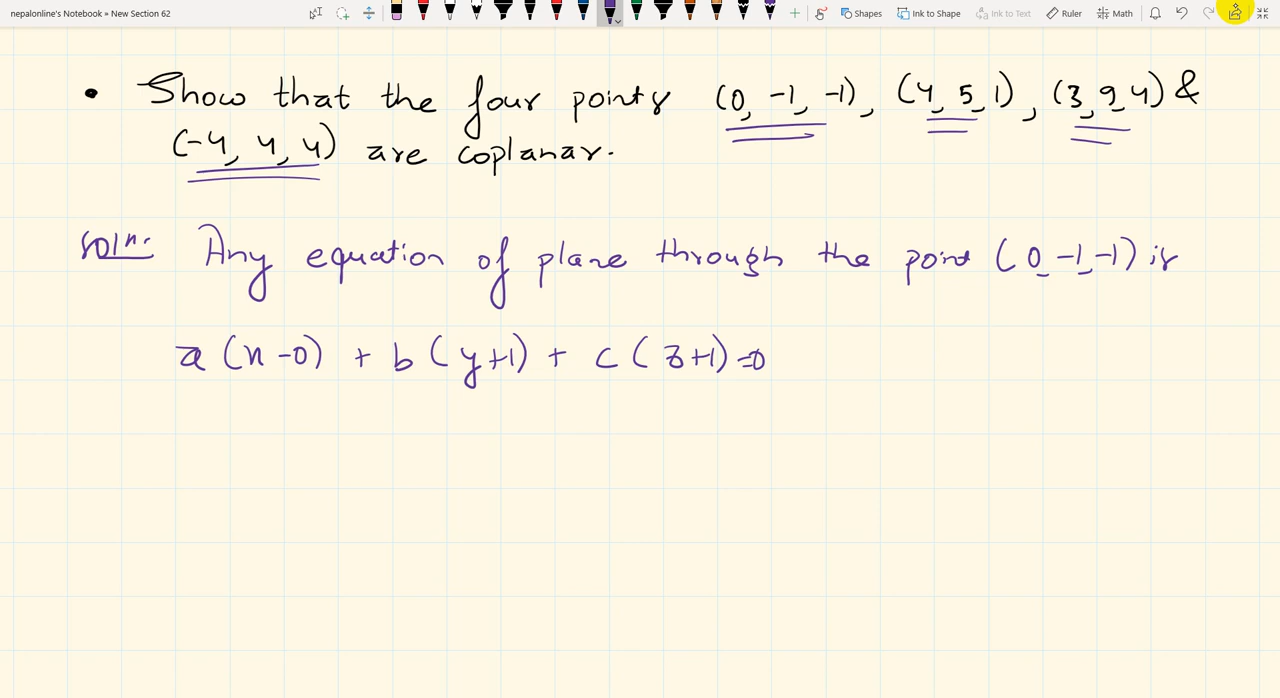 nepalonline's Notebook » New Section 62
Shapes Ink to Shape Ink to Text Ruler Math
• Show that the four points (0, -1, -1), (4, 5, 1), (3, 9, 4) &
(-4, 4, 4) are coplanar.
Soln: Any equation of plane through the point (0, -1, -1) is
a (x-0) + b (y+1) + c (z+1) = 0